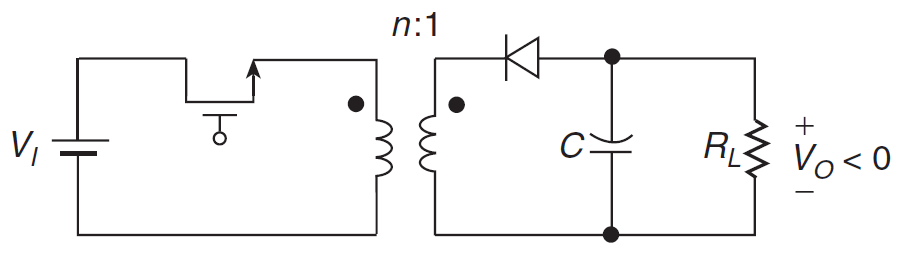 n:1
V_I
C
R_L
+
V_O < 0
−